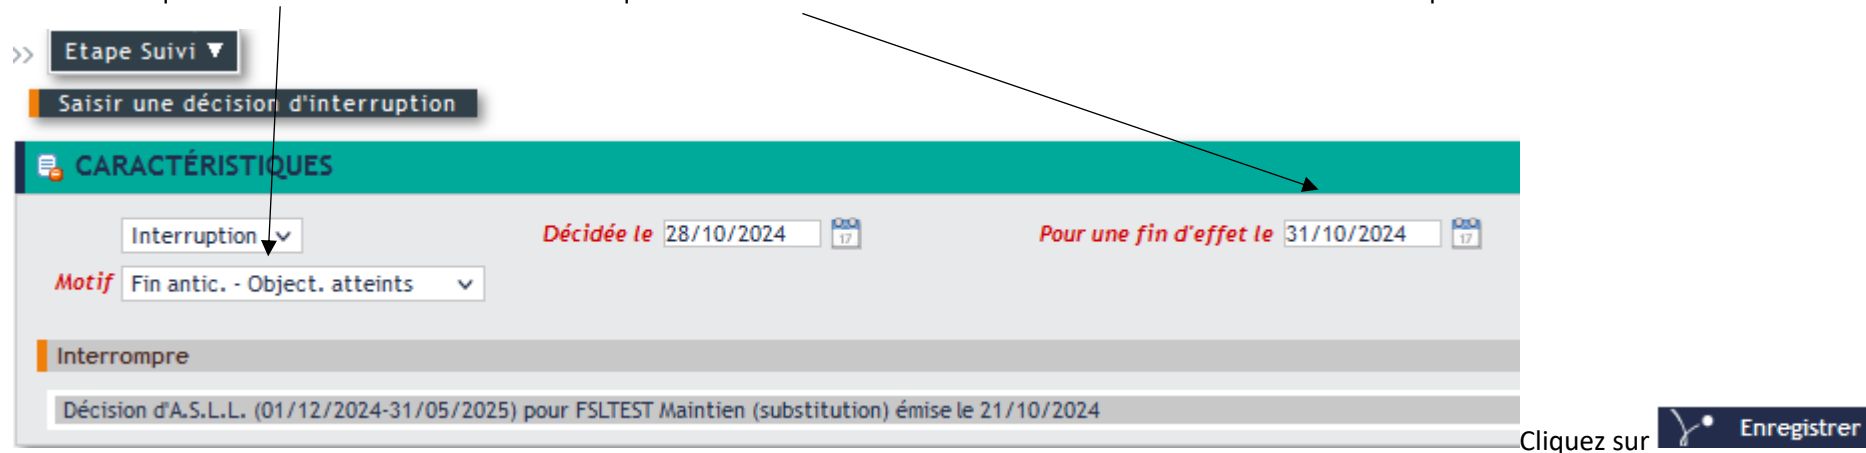 >> Etape Suivi ▼
Saisir une décision d'interruption
CARACTÉRISTIQUES
Interruption Décidée le 28/10/2024 17 Pour une fin d'effet le 31/10/2024 17
Motif Fin antic. - Object. atteints
Interrompre
Décision d'A.S.L.L. (01/12/2024-31/05/2025) pour FSLTEST Maintien (substitution) émise le 21/10/2024
Cliquez sur Enregistrer